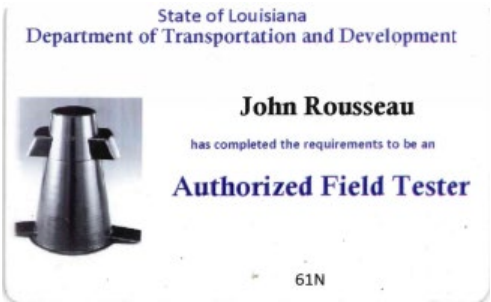 State of Louisiana
Department of Transportation and Development
John Rousseau
has completed the requirements to be an
Authorized Field Tester
61N